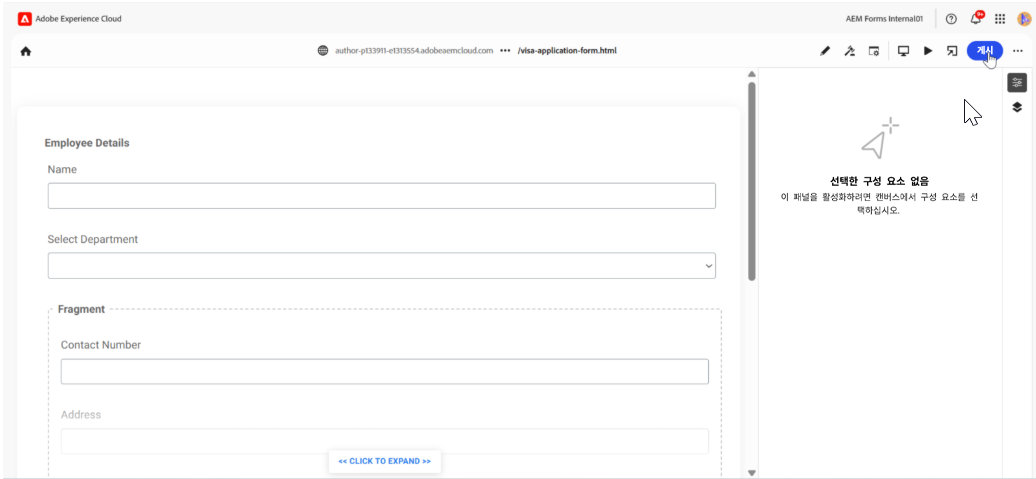 Adobe Experience Cloud
AEM Forms Internal01
9+
author-p133911-e1313554.adobeaemcloud.com ••• /visa-application-form.html
게시
Employee Details
Name
Select Department
Fragment
Contact Number
Address
<< CLICK TO EXPAND >>
선택한 구성 요소 없음
이 패널을 활성화하려면 캔버스에서 구성 요소를 선
택하십시오.